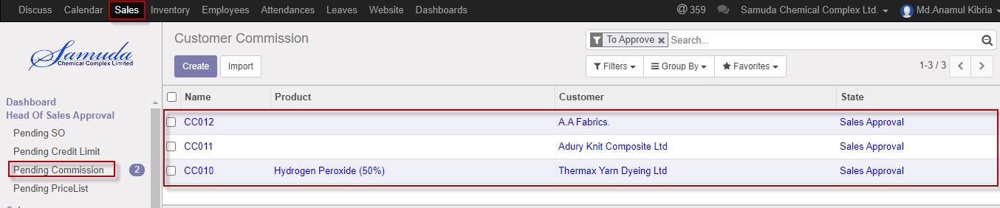 Discuss Calendar Sales Inventory Employees Attendances Leaves Website Dashboards @ 359 Samuda Chemical Complex Ltd. Md.Anamul Kibria
Samuda
Chemical Complex Limited
Customer Commission
To Approve Search...
Create Import
Filters Group By Favorites 1-3 / 3
Dashboard
Head Of Sales Approval
Pending SO
Pending Credit Limit
Pending Commission 2
Pending PriceList
Name Product Customer State
CC012 A.A Fabrics. Sales Approval
CC011 Adury Knit Composite Ltd Sales Approval
CC010 Hydrogen Peroxide (50%) Thermax Yarn Dyeing Ltd Sales Approval